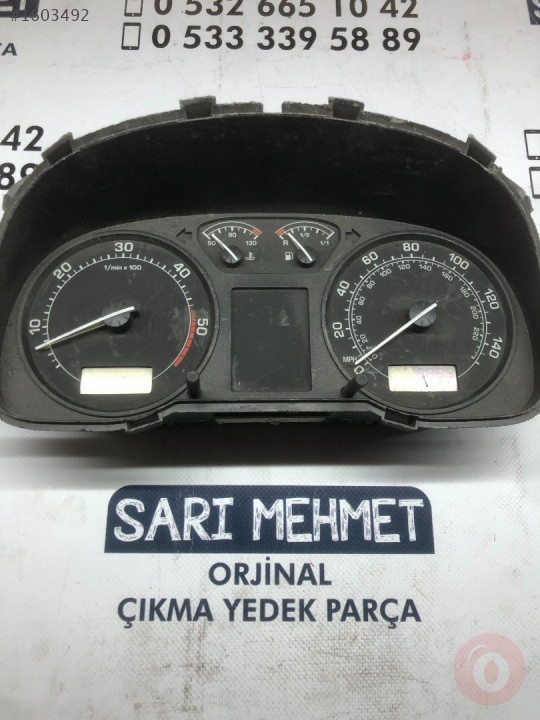 #1603492
0 532 665 10 42
0 533 339 58 89
42
50 90 130
R 1/2 1/1
10 20 30 40 50
1/min x 100
0 20 40 60 80 100 120 140
MPH
SARI MEHMET
ORJİNAL
ÇIKMA YEDEK PARÇA